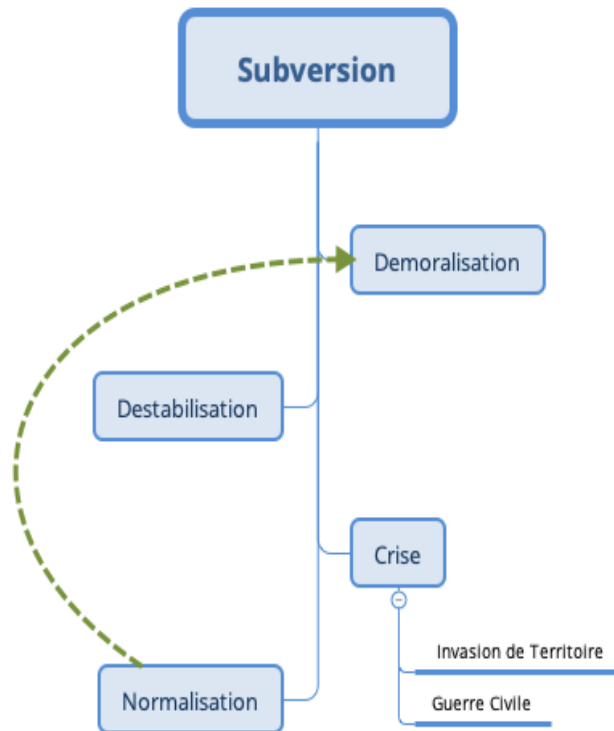 Subversion
Demoralisation
Destabilisation
Crise
Invasion de Territoire
Guerre Civile
Normalisation